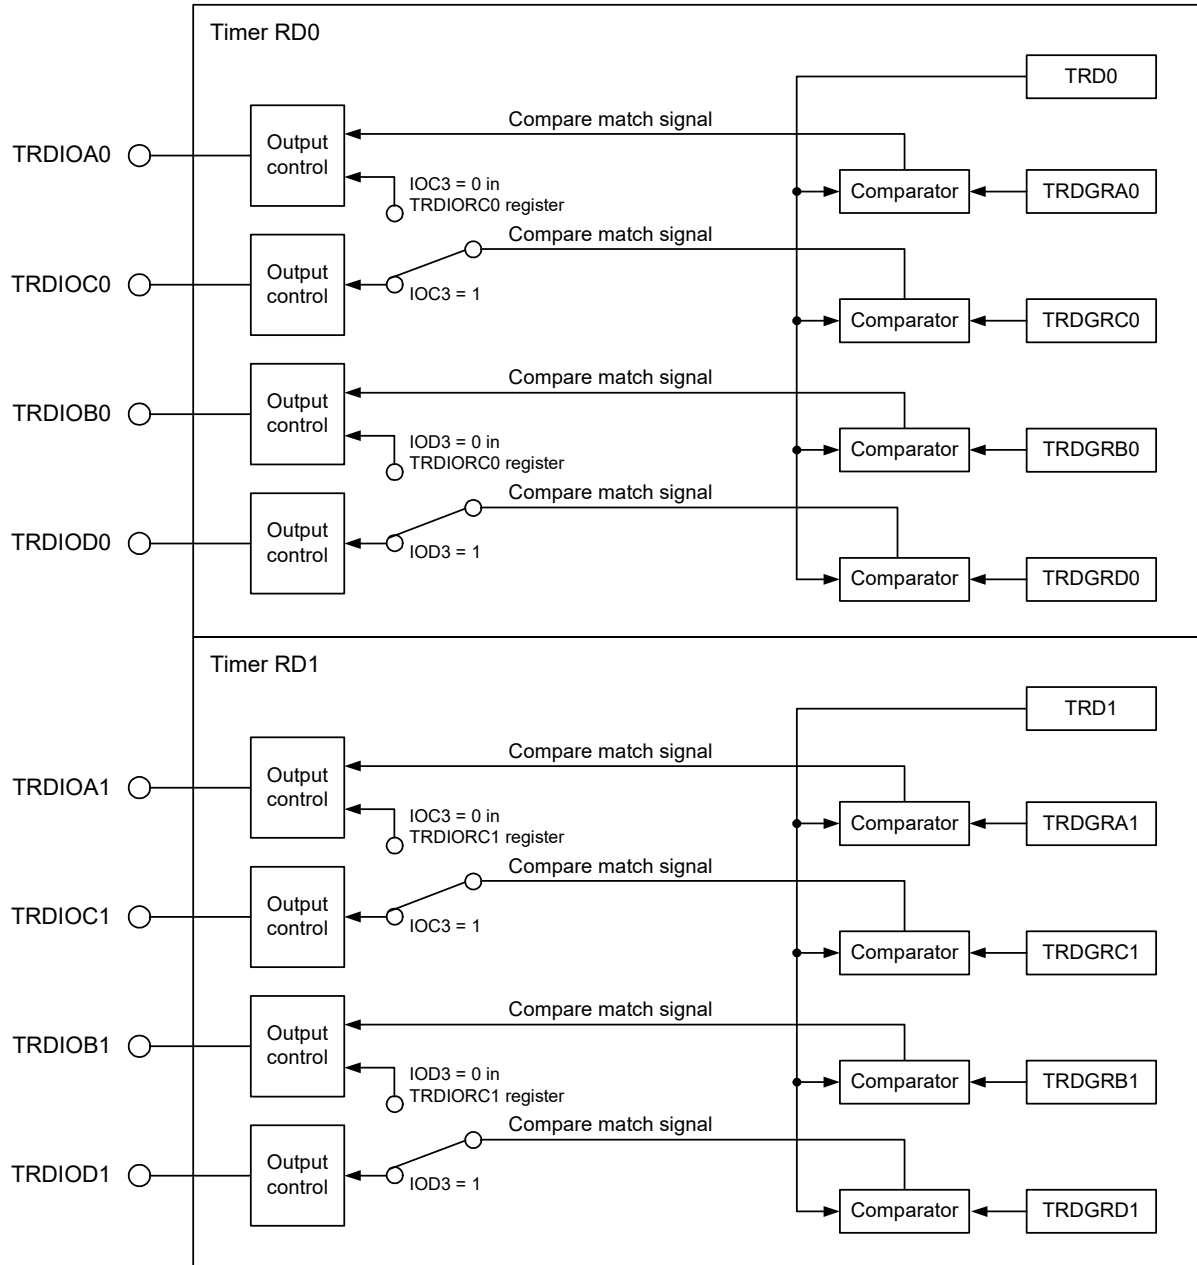 Timer RD0
TRD0
Compare match signal
Output
control
TRDIOA0
Comparator
TRDGRA0
IOC3 = 0 in
TRDIORC0 register
Compare match signal
Output
control
TRDIOC0
IOC3 = 1
Comparator
TRDGRC0
Compare match signal
Output
control
TRDIOB0
Comparator
TRDGRB0
IOD3 = 0 in
TRDIORC0 register
Compare match signal
Output
control
TRDIOD0
IOD3 = 1
Comparator
TRDGRD0
Timer RD1
TRD1
Compare match signal
Output
control
TRDIOA1
Comparator
TRDGRA1
IOC3 = 0 in
TRDIORC1 register
Compare match signal
Output
control
TRDIOC1
IOC3 = 1
Comparator
TRDGRC1
Compare match signal
Output
control
TRDIOB1
Comparator
TRDGRB1
IOD3 = 0 in
TRDIORC1 register
Compare match signal
Output
control
TRDIOD1
IOD3 = 1
Comparator
TRDGRD1